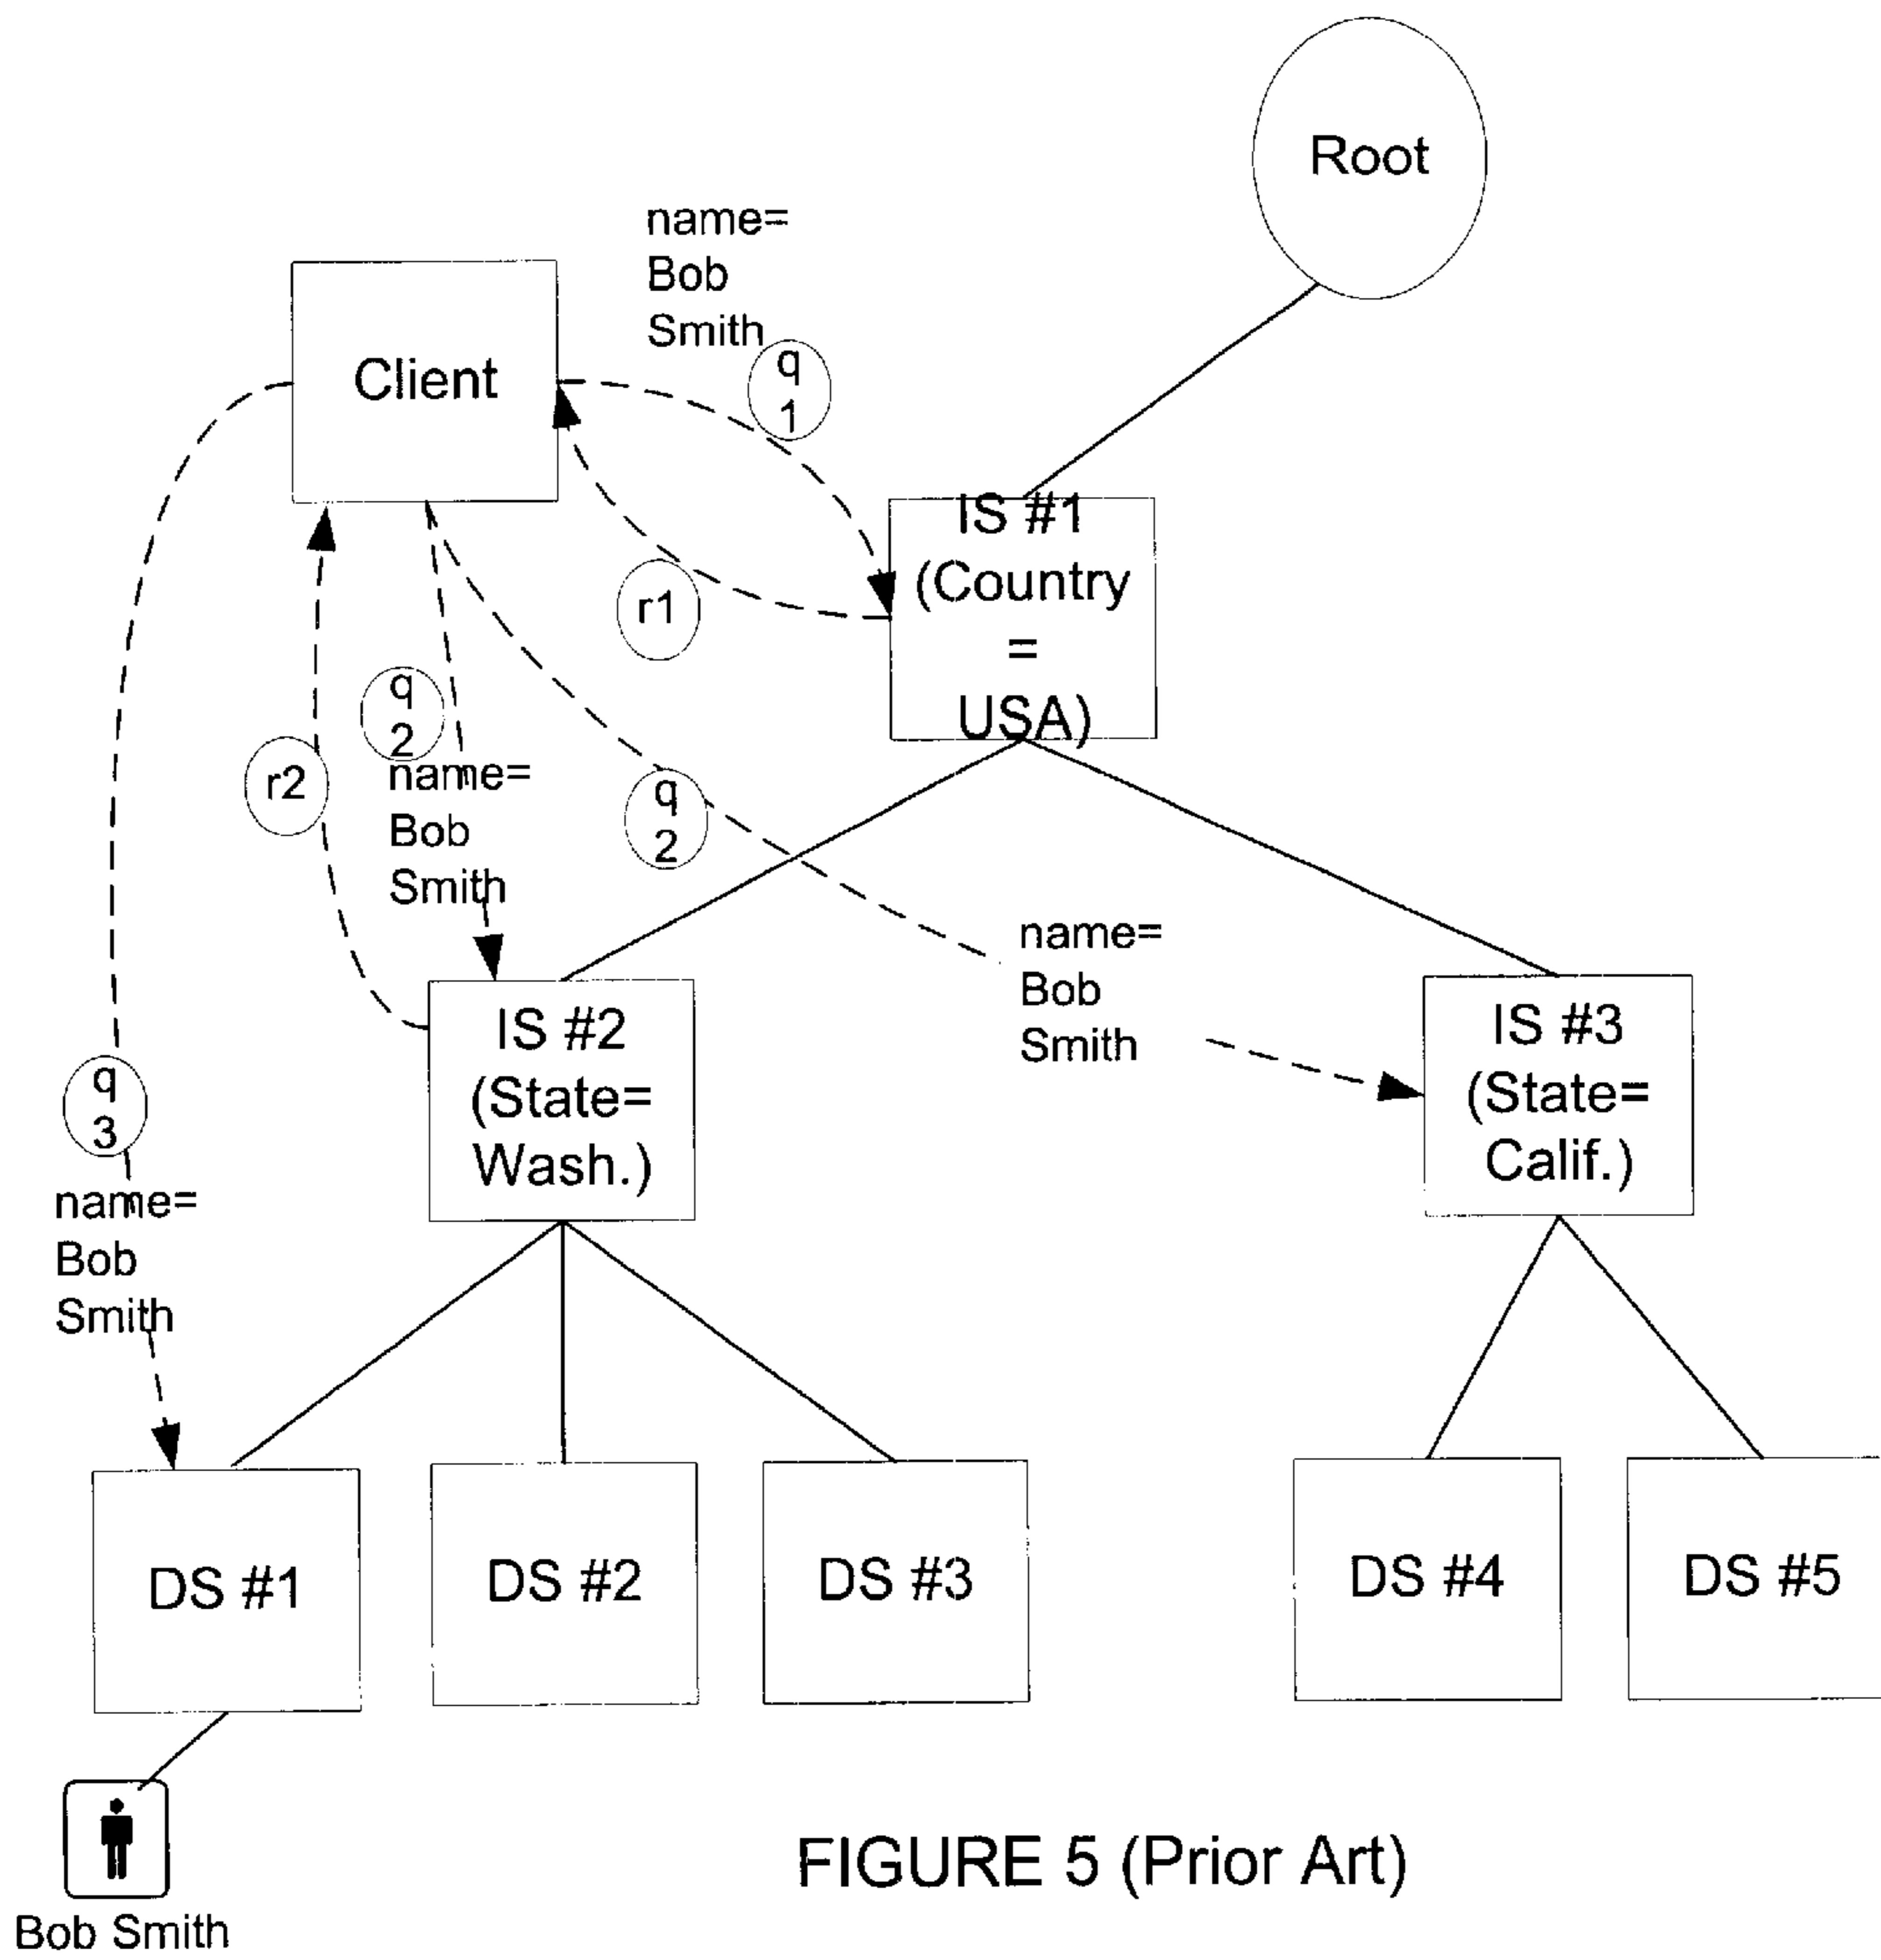 Root
name=
Bob
Smith
q
1
Client
IS #1
(Country
=
USA)
r1
q
2
r2
name=
Bob
Smith
q
2
name=
Bob
Smith
IS #2
(State=
Wash.)
IS #3
(State=
Calif.)
q
3
name=
Bob
Smith
DS #1
DS #2
DS #3
DS #4
DS #5
Bob Smith
FIGURE 5 (Prior Art)